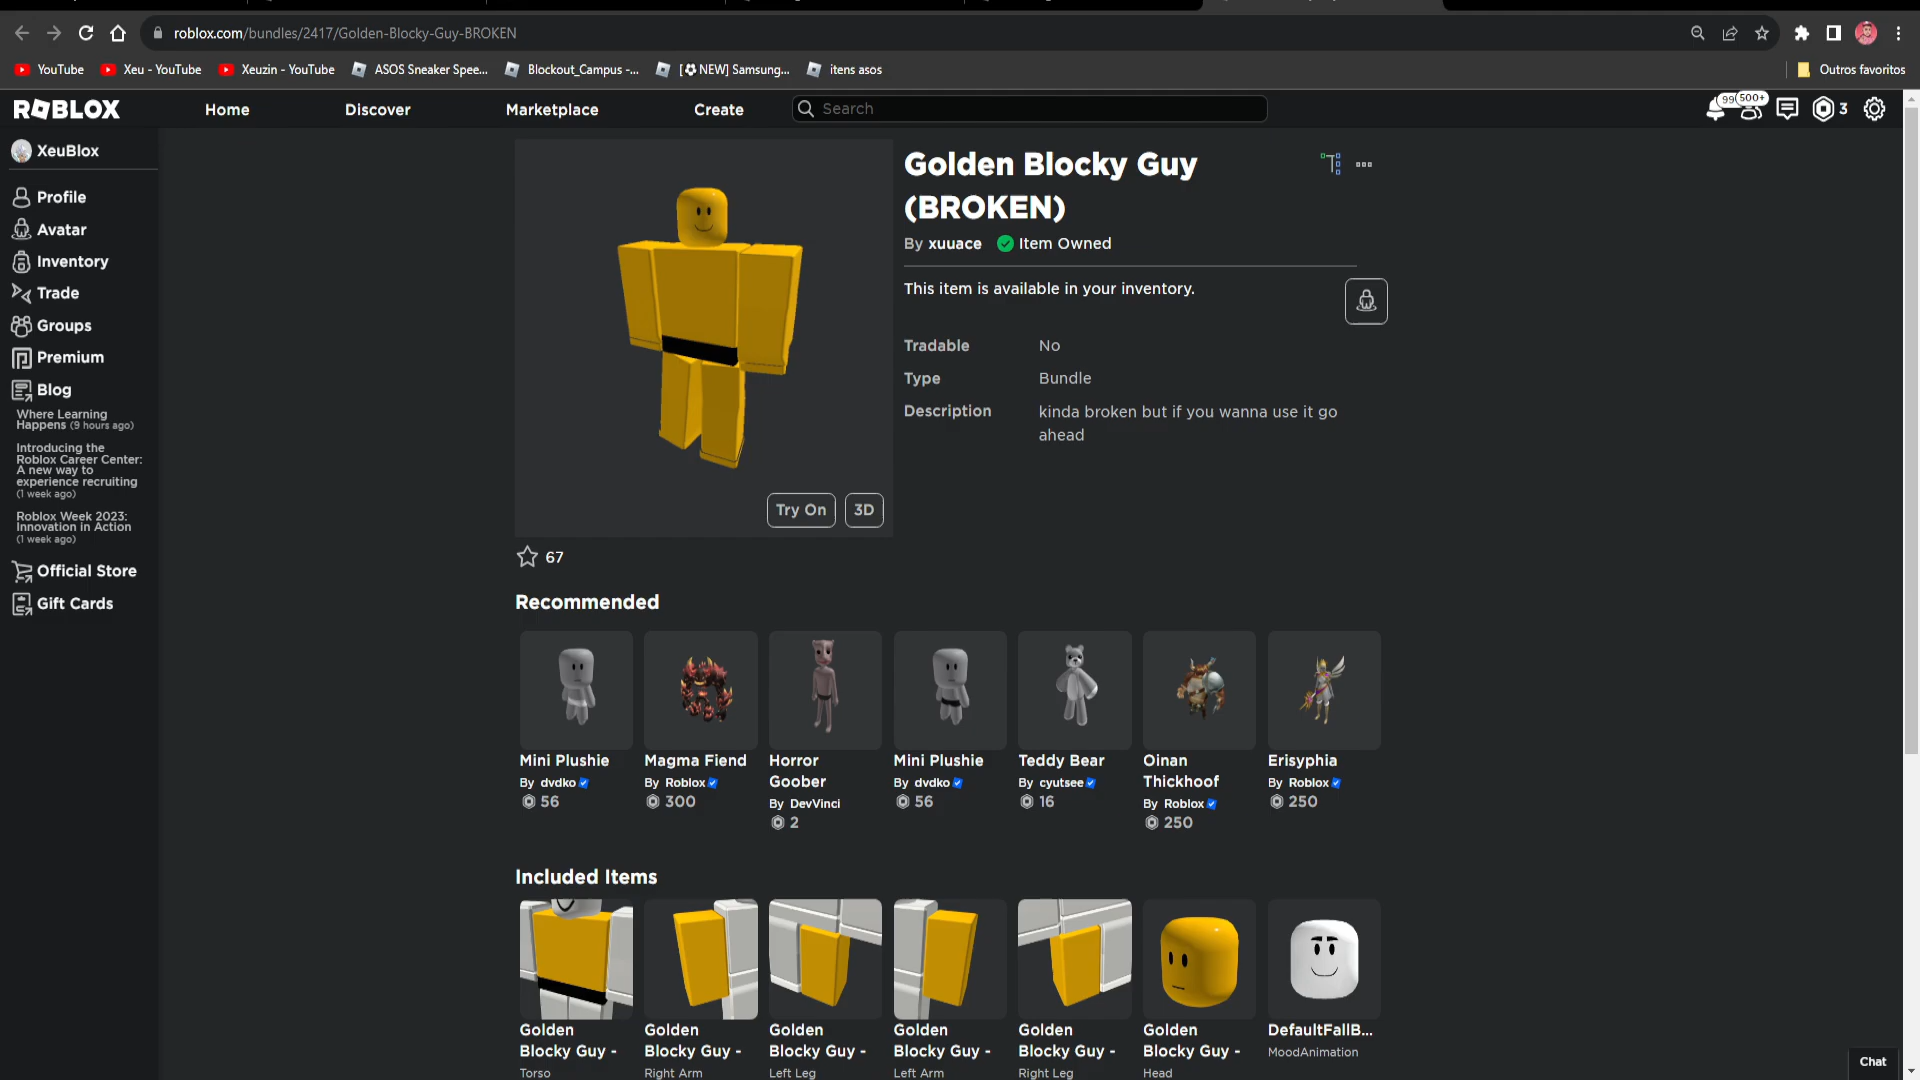 roblox.com/bundles/2417/Golden-Blocky-Guy-BROKEN
YouTube
Xeu - YouTube
Xeuzin - YouTube
ASOS Sneaker Spee...
Blockout_Campus -...
[⚽NEW] Samsung...
itens asos
Outros favoritos
ROBLOX
Home
Discover
Marketplace
Create
Search
99
500+
3
XeuBlox
Profile
Avatar
Inventory
Trade
Groups
Premium
Blog
Where Learning
Happens (9 hours ago)
Introducing the
Roblox Career Center:
A new way to
experience recruiting
(1 week ago)
Roblox Week 2023:
Innovation in Action
(1 week ago)
Official Store
Gift Cards
Golden Blocky Guy
(BROKEN)
By xuuace Item Owned
This item is available in your inventory.
Tradable No
Type Bundle
Description kinda broken but if you wanna use it go
ahead
Try On
3D
67
Recommended
Mini Plushie
By dvdko
56
Magma Fiend
By Roblox
300
Horror
Goober
By DevVinci
2
Mini Plushie
By dvdko
56
Teddy Bear
By cyutsee
16
Oinan
Thickhoof
By Roblox
250
Erisyphia
By Roblox
250
Included Items
Golden
Blocky Guy -
Torso
Golden
Blocky Guy -
Right Arm
Golden
Blocky Guy -
Left Leg
Golden
Blocky Guy -
Left Arm
Golden
Blocky Guy -
Right Leg
Golden
Blocky Guy -
Head
DefaultFallB...
MoodAnimation
Chat